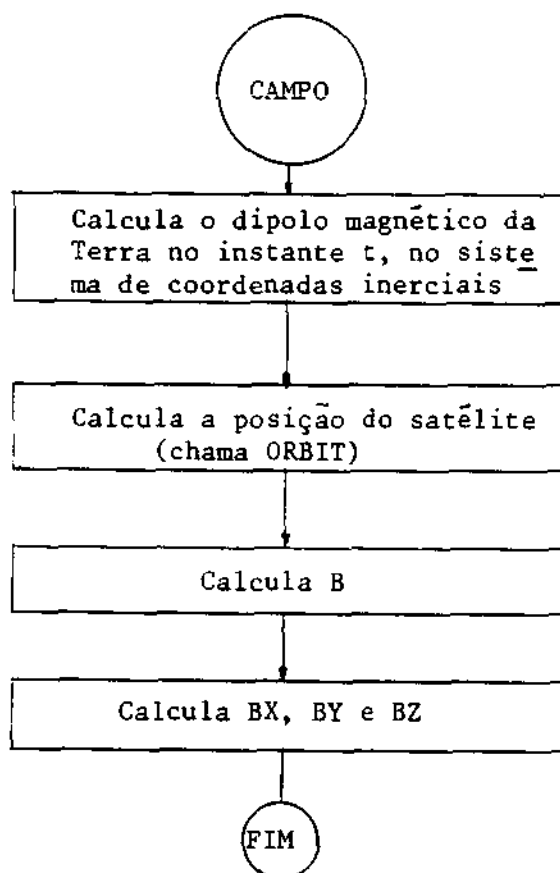 CAMPO
Calcula o dipolo magnético da
Terra no instante t, no siste
ma de coordenadas inerciais
Calcula a posição do satélite
(chama ORBIT)
Calcula B
Calcula BX, BY e BZ
FIM